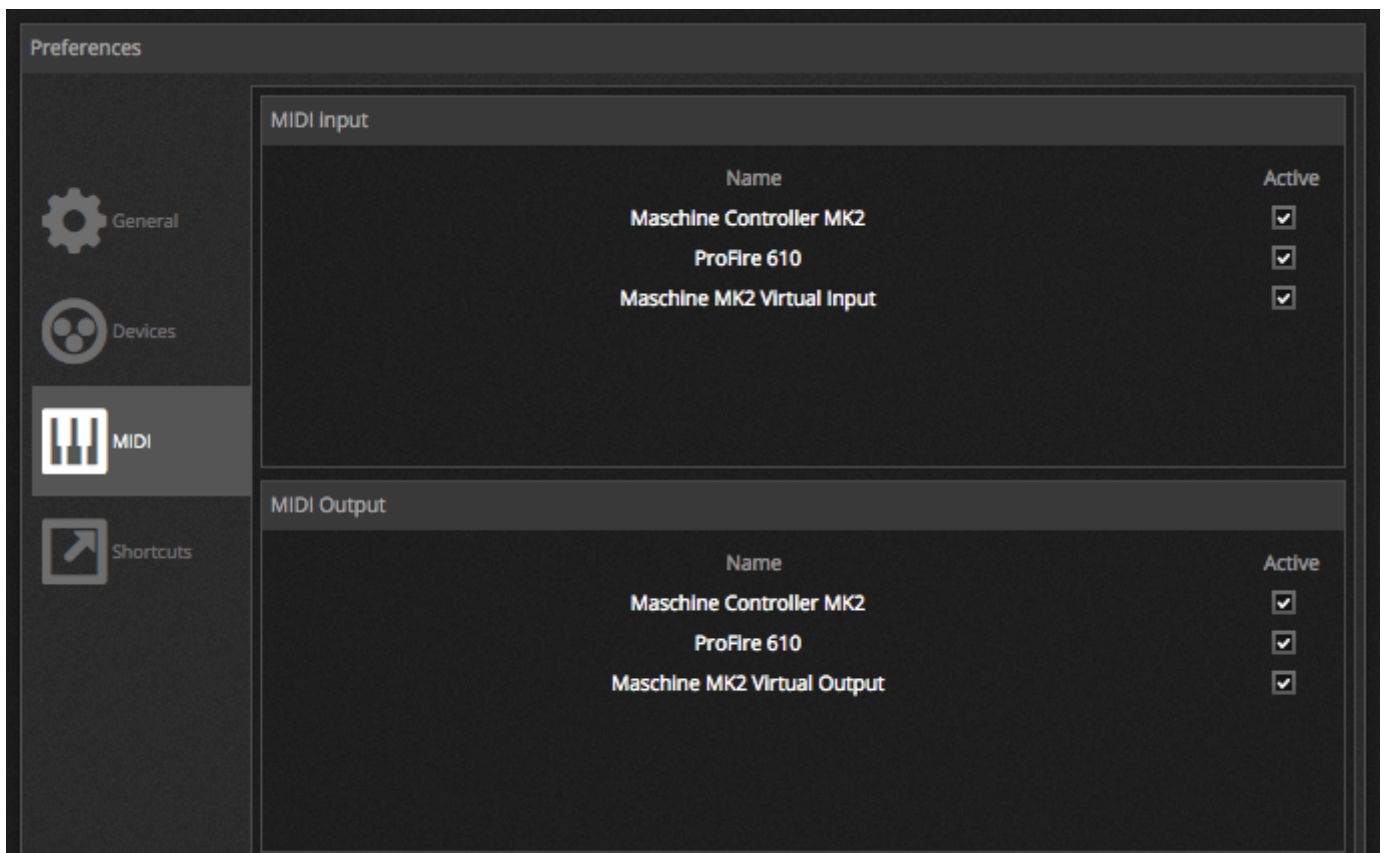 Preferences
General
Devices
MIDI
Shortcuts
MIDI Input
Name Active
Maschine Controller MK2
ProFire 610
Maschine MK2 Virtual Input
MIDI Output
Name Active
Maschine Controller MK2
ProFire 610
Maschine MK2 Virtual Output